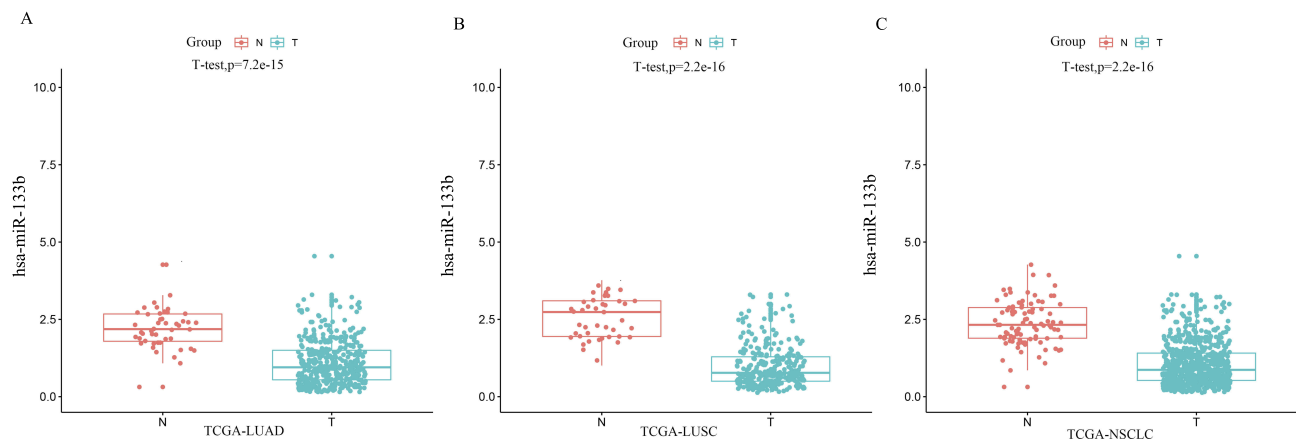 A
Group N T
T-test,p=7.2e-15
hsa-miR-133b
10.0
7.5
5.0
2.5
0.0
N T
TCGA-LUAD
B
Group N T
T-test,p=2.2e-16
hsa-miR-133b
10.0
7.5
5.0
2.5
0.0
N T
TCGA-LUSC
C
Group N T
T-test,p=2.2e-16
hsa-miR-133b
10.0
7.5
5.0
2.5
0.0
N T
TCGA-NSCLC